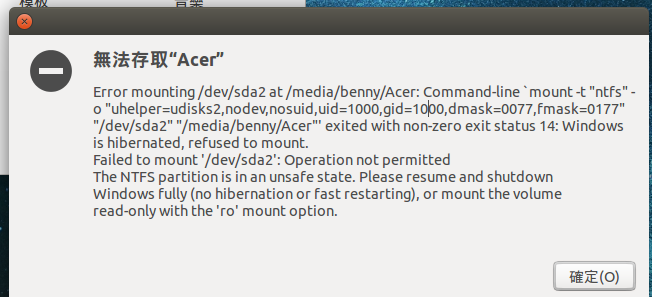 模板 音樂
無法存取“Acer”
Error mounting /dev/sda2 at /media/benny/Acer: Command-line `mount -t "ntfs" -
o "uhelper=udisks2,nodev,nosuid,uid=1000,gid=1000,dmask=0077,fmask=0177"
"/dev/sda2" "/media/benny/Acer"' exited with non-zero exit status 14: Windows
is hibernated, refused to mount.
Failed to mount '/dev/sda2': Operation not permitted
The NTFS partition is in an unsafe state. Please resume and shutdown
Windows fully (no hibernation or fast restarting), or mount the volume
read-only with the 'ro' mount option.
確定(O)